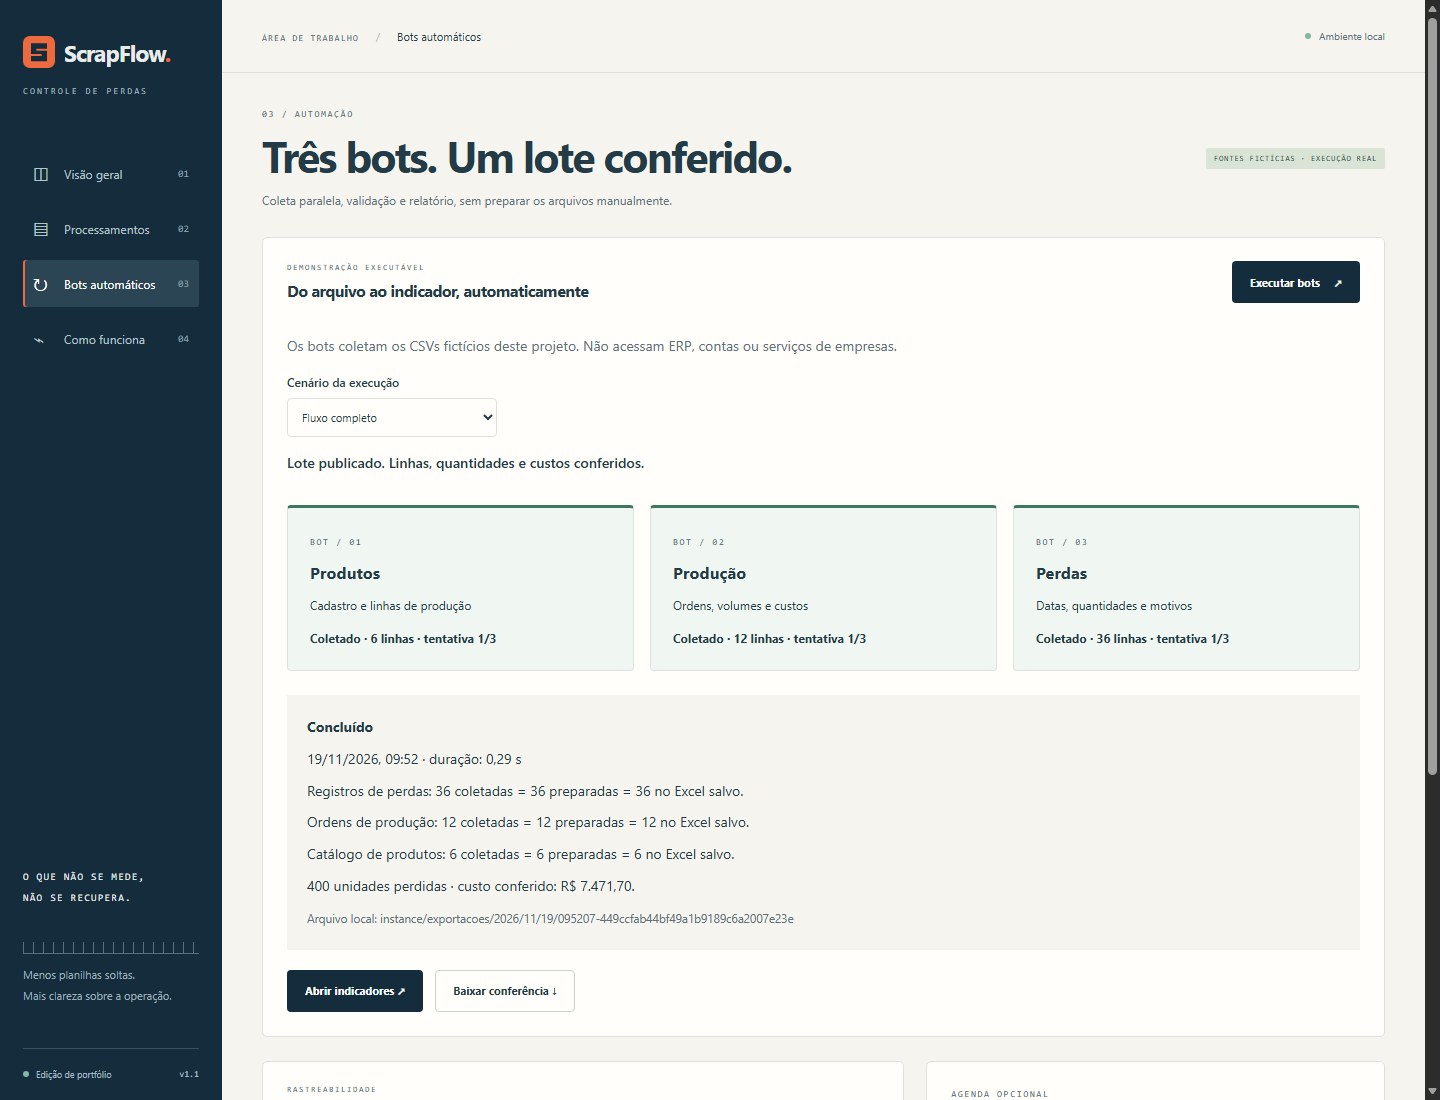 ScrapFlow.
CONTROLE DE PERDAS
Visão geral 01
Processamentos 02
Bots automáticos 03
Como funciona 04
O QUE NÃO SE MEDE,
NÃO SE RECUPERA.
Menos planilhas soltas.
Mais clareza sobre a operação.
Edição de portfólio v1.1
ÁREA DE TRABALHO / Bots automáticos
Ambiente local
03 / AUTOMAÇÃO
Três bots. Um lote conferido.
FONTES FICTÍCIAS · EXECUÇÃO REAL
Coleta paralela, validação e relatório, sem preparar os arquivos manualmente.
DEMONSTRAÇÃO EXECUTÁVEL
Do arquivo ao indicador, automaticamente
Executar bots ↗
Os bots coletam os CSVs fictícios deste projeto. Não acessam ERP, contas ou serviços de empresas.
Cenário da execução
Fluxo completo
Lote publicado. Linhas, quantidades e custos conferidos.
BOT / 01
Produtos
Cadastro e linhas de produção
Coletado · 6 linhas · tentativa 1/3
BOT / 02
Produção
Ordens, volumes e custos
Coletado · 12 linhas · tentativa 1/3
BOT / 03
Perdas
Datas, quantidades e motivos
Coletado · 36 linhas · tentativa 1/3
Concluído
19/11/2026, 09:52 · duração: 0,29 s
Registros de perdas: 36 coletadas = 36 preparadas = 36 no Excel salvo.
Ordens de produção: 12 coletadas = 12 preparadas = 12 no Excel salvo.
Catálogo de produtos: 6 coletadas = 6 preparadas = 6 no Excel salvo.
400 unidades perdidas · custo conferido: R$ 7.471,70.
Arquivo local: instance/exportacoes/2026/11/19/095207-449ccfab44bf49a1b9189c6a2007e23e
Abrir indicadores ↗
Baixar conferência ↓
RASTREABILIDADE
AGENDA OPCIONAL